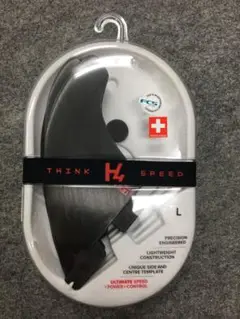 FCS
THINK H4 SPEED
L
PRECISION
ENGINEERED
LIGHTWEIGHT
CONSTRUCTION
UNIQUE SIDE AND
CENTRE TEMPLATE
ULTIMATE SPEED
+ POWER + CONTROL